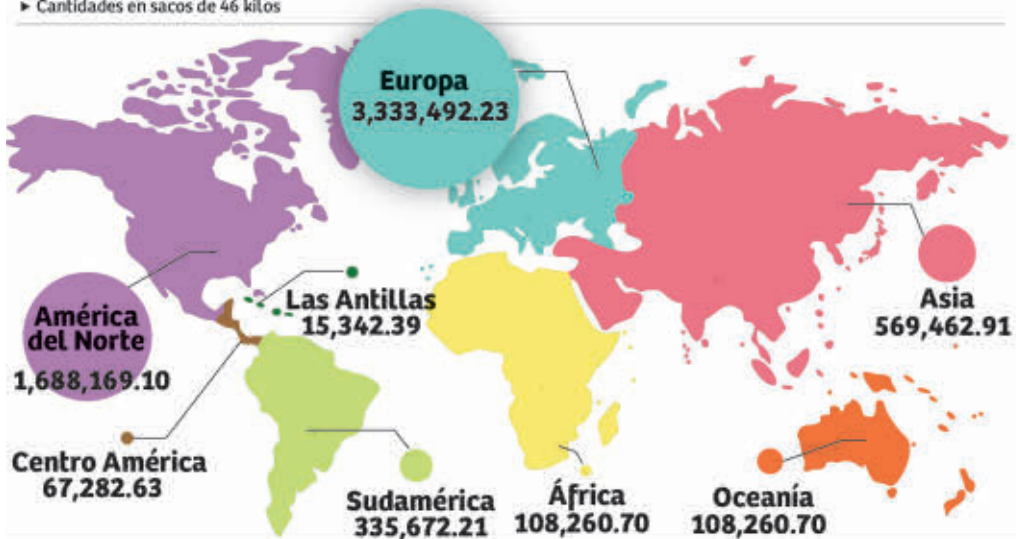 ▸ Cantidades en sacos de 46 kilos
Europa
3,333,492.23
América
del Norte
1,688,169.10
Las Antillas
15,342.39
Asia
569,462.91
Centro América
67,282.63
Sudamérica
335,672.21
África
108,260.70
Oceanía
108,260.70